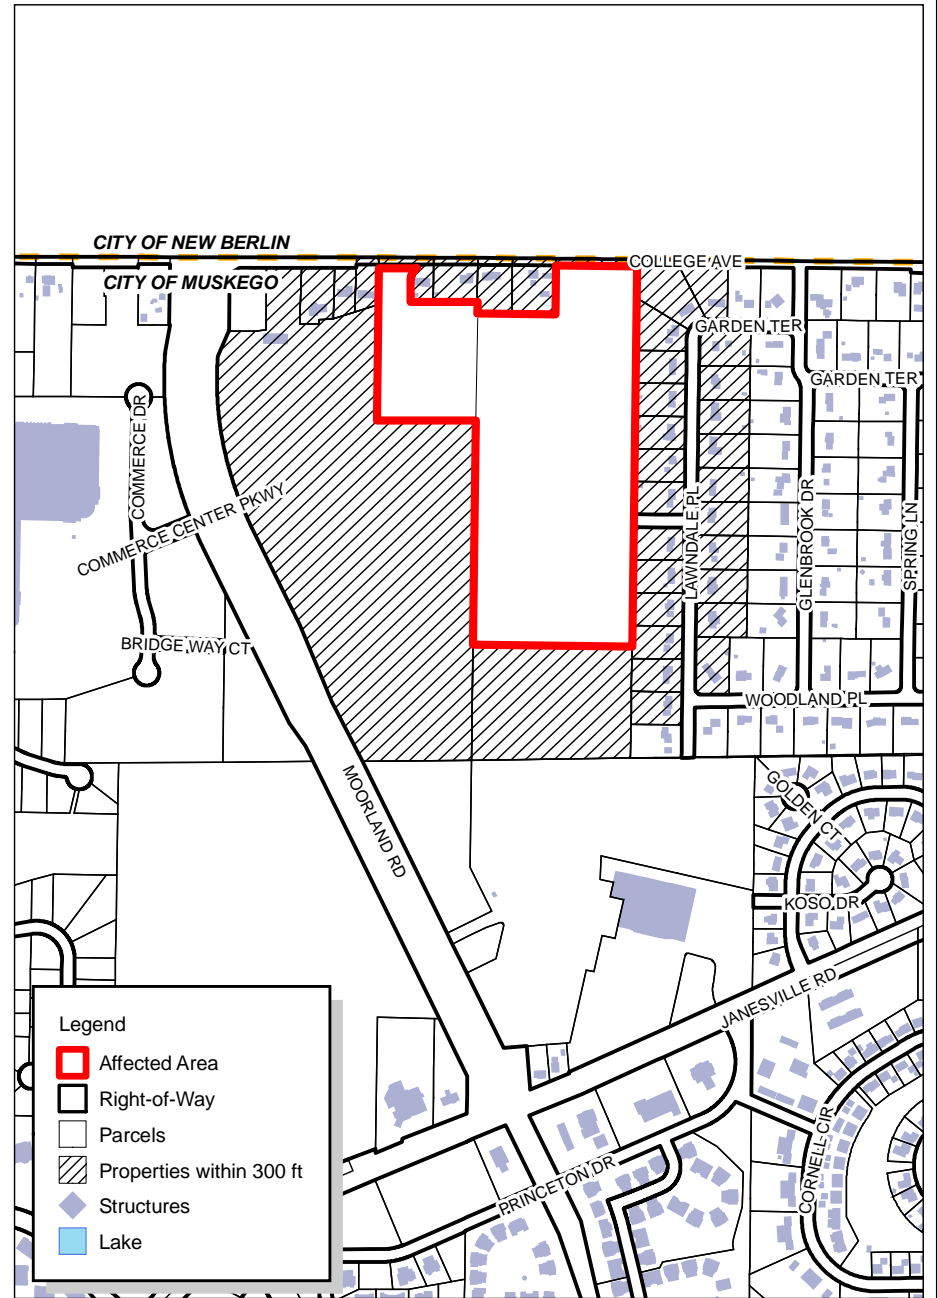 CITY OF NEW BERLIN
COLLEGE AVE
CITY OF MUSKEGO
GARDEN TER
GARDEN TER
COMMERCE DR
COMMERCE CENTER PKWY
LAWNDALE PL
GLENBROOK DR
SPRING LN
BRIDGE WAY CT
WOODLAND PL
MOORLAND RD
GOLDEN CT
KOSO DR
JANESVILLE RD
PRINCETON DR
CORNELL CIR
Legend
Affected Area
Right-of-Way
Parcels
Properties within 300 ft
Structures
Lake